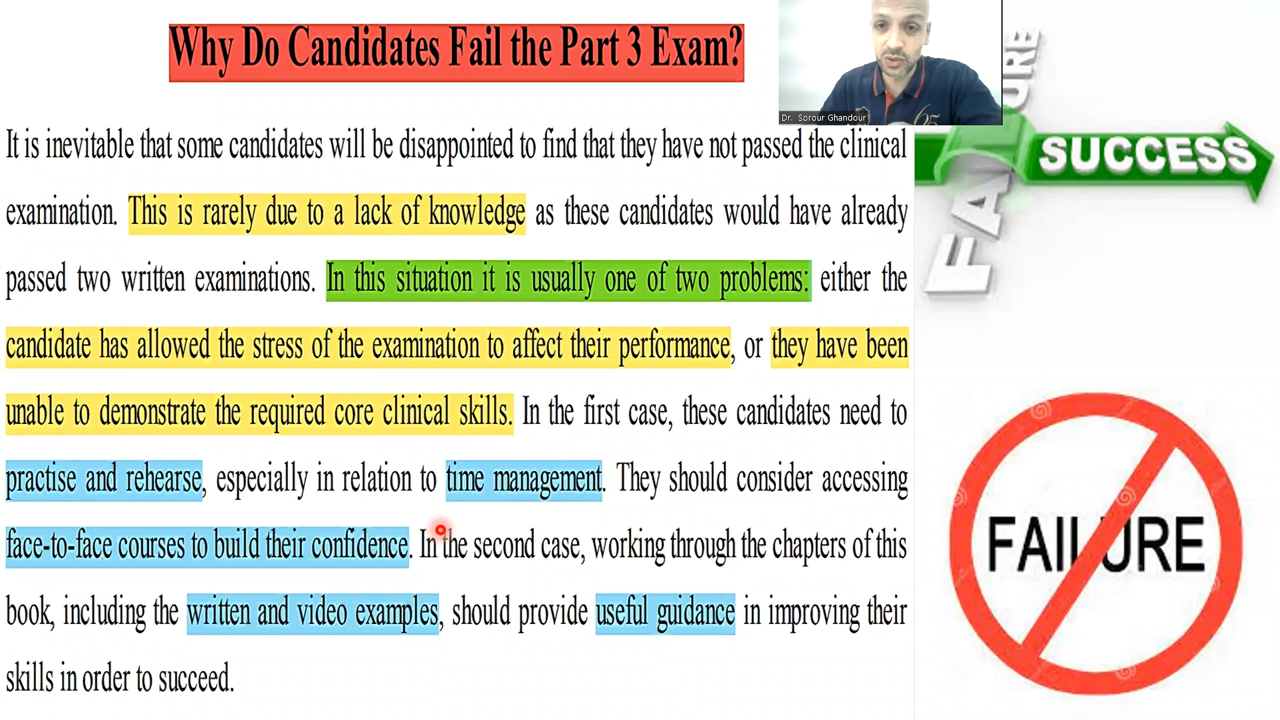 Why Do Candidates Fail the Part 3 Exam?
Dr. Sorour Ghandour
It is inevitable that some candidates will be disappointed to find that they have not passed the clinical
examination. This is rarely due to a lack of knowledge as these candidates would have already
passed two written examinations. In this situation it is usually one of two problems: either the
candidate has allowed the stress of the examination to affect their performance, or they have been
unable to demonstrate the required core clinical skills. In the first case, these candidates need to
practise and rehearse, especially in relation to time management. They should consider accessing
face-to-face courses to build their confidence. In the second case, working through the chapters of this
book, including the written and video examples, should provide useful guidance in improving their
skills in order to succeed.
SUCCESS
FAILURE